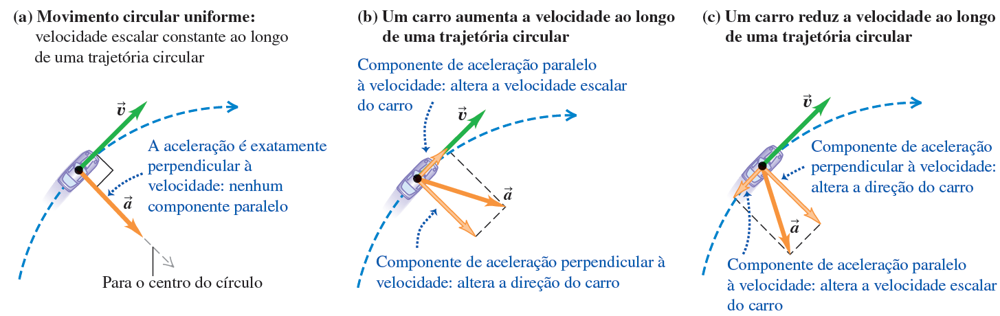 (a) Movimento circular uniforme:
velocidade escalar constante ao longo
de uma trajetória circular
v
A aceleração é exatamente
perpendicular à
velocidade: nenhum
componente paralelo
a
Para o centro do círculo
(b) Um carro aumenta a velocidade ao longo
de uma trajetória circular
Componente de aceleração paralelo
à velocidade: altera a velocidade escalar
do carro
v
a
Componente de aceleração perpendicular à
velocidade: altera a direção do carro
(c) Um carro reduz a velocidade ao longo
de uma trajetória circular
v
Componente de aceleração
perpendicular à velocidade:
altera a direção do carro
a
Componente de aceleração paralelo
à velocidade: altera a velocidade escalar
do carro